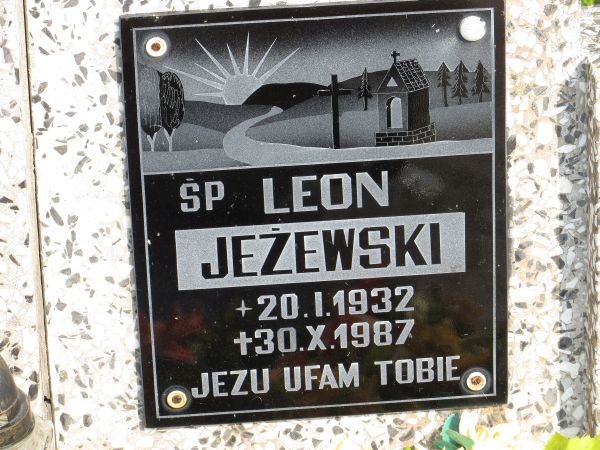 ŚP LEON
JEŻEWSKI
+20.I.1932
✝30.X.1987
JEZU UFAM TOBIE